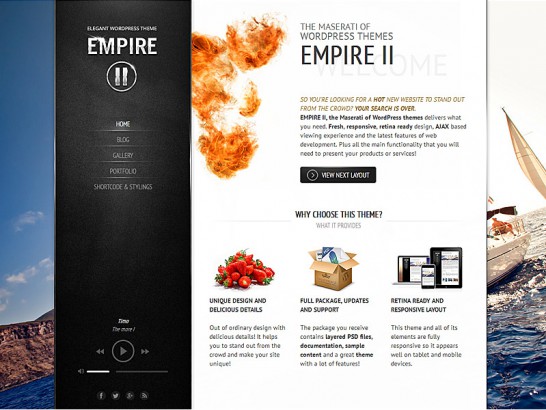 ELEGANT WORDPRESS THEME
EMPIRE
II
HOME
BLOG
GALLERY
PORTFOLIO
SHORTCODE & STYLINGS
Time
The more I
THE MASERATI OF
WORDPRESS THEMES
WELCOME
EMPIRE II
SO YOU'RE LOOKING FOR A HOT NEW WEBSITE TO STAND OUT
FROM THE CROWD? YOUR SEARCH IS OVER.
EMPIRE II, the Maserati of WordPress themes delivers what
you need. Fresh, responsive, retina ready design, AJAX based
viewing experience and the latest features of web
development. Plus all the main functionality that you will
need to present your products or services!
VIEW NEXT LAYOUT
WHY CHOOSE THIS THEME?
WHAT IT PROVIDES
UNIQUE DESIGN AND
DELICIOUS DETAILS
Out of ordinary design with
delicious details! It helps
you to stand out from the
crowd and make your site
unique!
FULL PACKAGE, UPDATES
AND SUPPORT
The package you receive
contains layered PSD files,
documentation, sample
content and a great theme
with a lot of features!
RETINA READY AND
RESPONSIVE LAYOUT
This theme and all of its
elements are fully
responsive so it appears
well on tablet and mobile
devices.